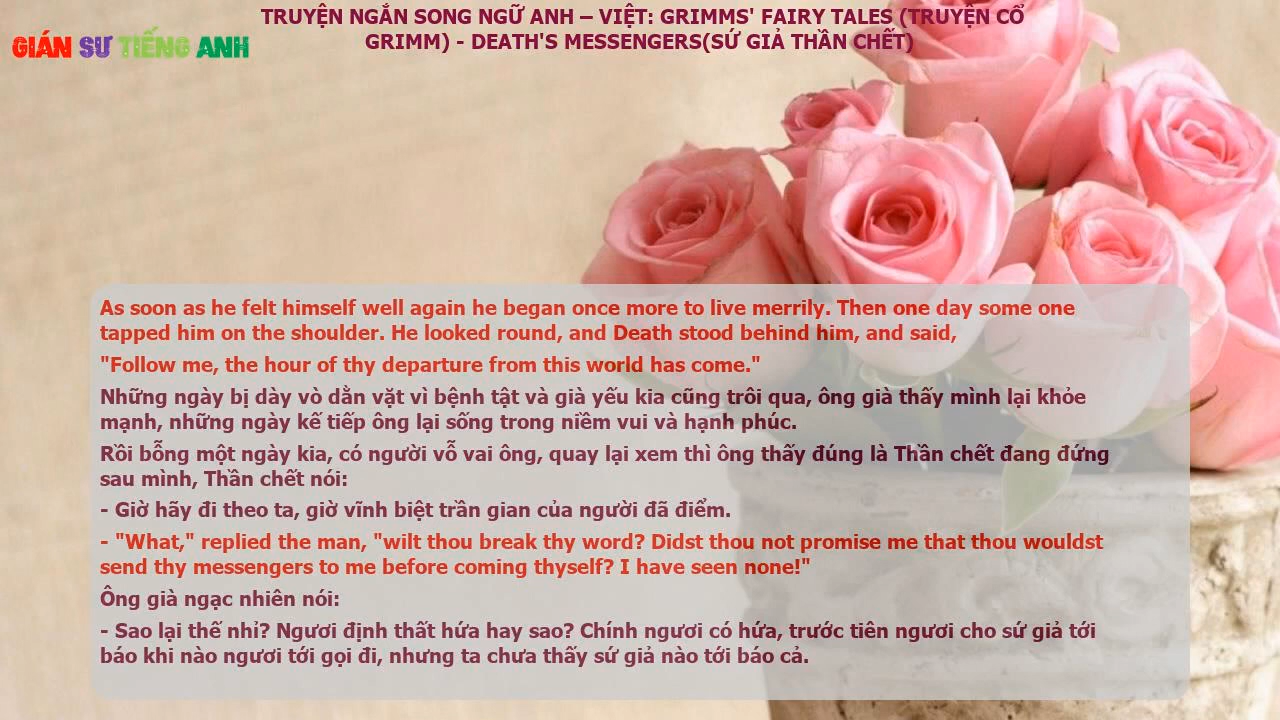 TRUYỆN NGẮN SONG NGỮ ANH – VIỆT: GRIMMS' FAIRY TALES (TRUYỆN CỔ
GRIMM) - DEATH'S MESSENGERS(SỨ GIẢ THẦN CHẾT)
GIÁN SƯ TIẾNG ANH
As soon as he felt himself well again he began once more to live merrily. Then one day some one
tapped him on the shoulder. He looked round, and Death stood behind him, and said,
"Follow me, the hour of thy departure from this world has come."
Những ngày bị dày vò dằn vặt vì bệnh tật và già yếu kia cũng trôi qua, ông già thấy mình lại khỏe
mạnh, những ngày kế tiếp ông lại sống trong niềm vui và hạnh phúc.
Rồi bỗng một ngày kia, có người vỗ vai ông, quay lại xem thì ông thấy đúng là Thần chết đang đứng
sau mình, Thần chết nói:
- Giờ hãy đi theo ta, giờ vĩnh biệt trần gian của ngươi đã điểm.
- "What," replied the man, "wilt thou break thy word? Didst thou not promise me that thou wouldst
send thy messengers to me before coming thyself? I have seen none!"
Ông già ngạc nhiên nói:
- Sao lại thế nhỉ? Ngươi định thất hứa hay sao? Chính ngươi có hứa, trước tiên ngươi cho sứ giả tới
báo khi nào ngươi tới gọi đi, nhưng ta chưa thấy sứ giả nào tới báo cả.